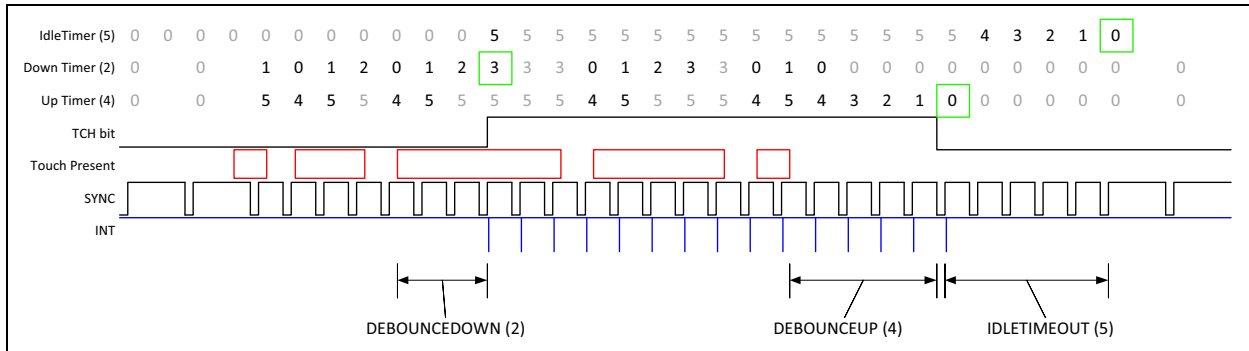 IdleTimer (5) 0 0 0 0 0 0 0 0 0 0 0 5 5 5 5 5 5 5 5 5 5 5 5 5 5 5 4 3 2 1 0
Down Timer (2) 0 0 1 0 1 2 0 1 2 3 3 3 0 1 2 3 3 0 1 0 0 0 0 0 0 0 0 0 0 0
Up Timer (4) 0 0 5 4 5 5 4 5 5 5 5 5 4 5 5 5 5 4 5 4 3 2 1 0 0 0 0 0 0 0
TCH bit
Touch Present
SYNC
INT
DEBOUNCEDOWN (2) DEBOUNCEUP (4) IDLETIMEOUT (5)